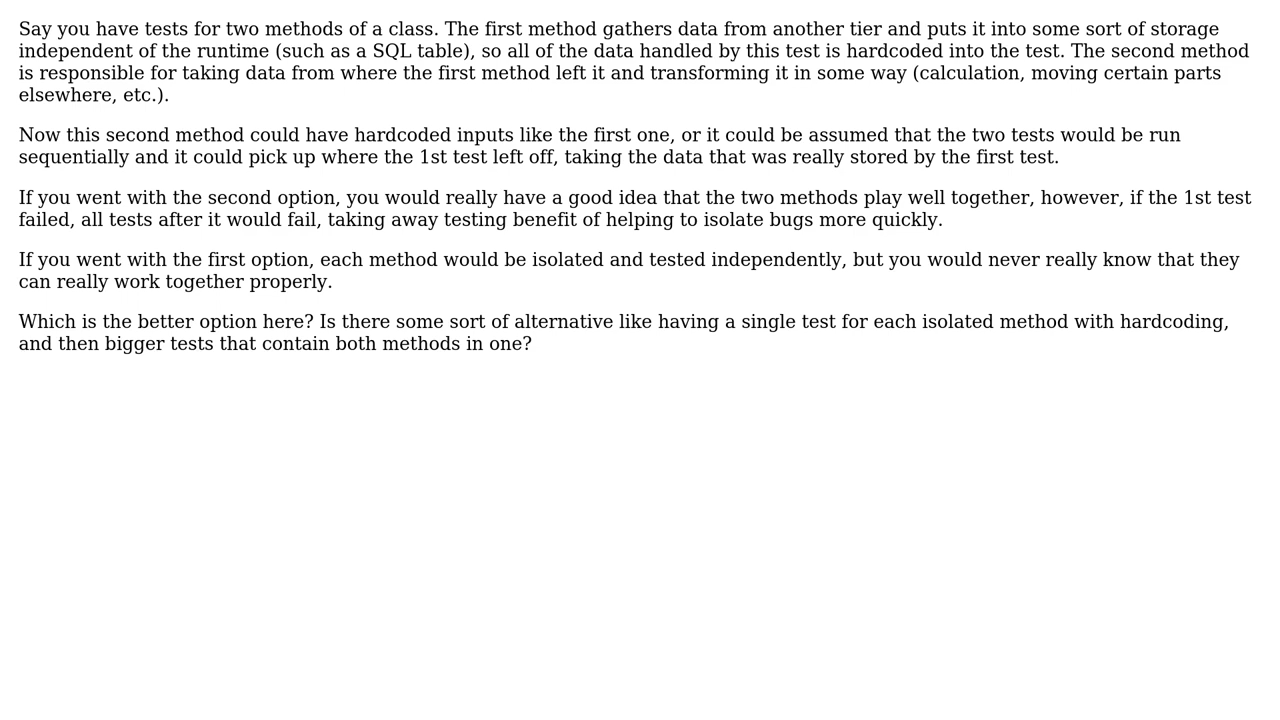 Say you have tests for two methods of a class. The first method gathers data from another tier and puts it into some sort of storage
independent of the runtime (such as a SQL table), so all of the data handled by this test is hardcoded into the test. The second method
is responsible for taking data from where the first method left it and transforming it in some way (calculation, moving certain parts
elsewhere, etc.).
Now this second method could have hardcoded inputs like the first one, or it could be assumed that the two tests would be run
sequentially and it could pick up where the 1st test left off, taking the data that was really stored by the first test.
If you went with the second option, you would really have a good idea that the two methods play well together, however, if the 1st test
failed, all tests after it would fail, taking away testing benefit of helping to isolate bugs more quickly.
If you went with the first option, each method would be isolated and tested independently, but you would never really know that they
can really work together properly.
Which is the better option here? Is there some sort of alternative like having a single test for each isolated method with hardcoding,
and then bigger tests that contain both methods in one?